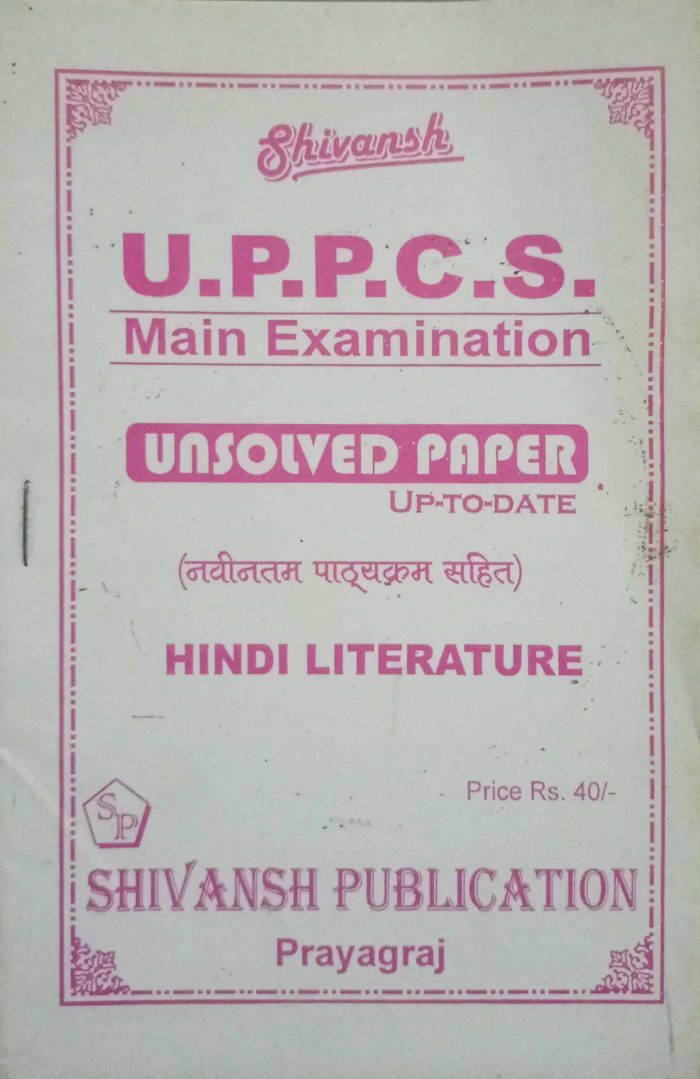 Shivansh
U.P.P.C.S.
Main Examination
UNSOLVED PAPER
UP-TO-DATE
(नवीनतम पाठ्यक्रम सहित)
HINDI LITERATURE
Price Rs. 40/-
SP
SHIVANSH PUBLICATION
Prayagraj